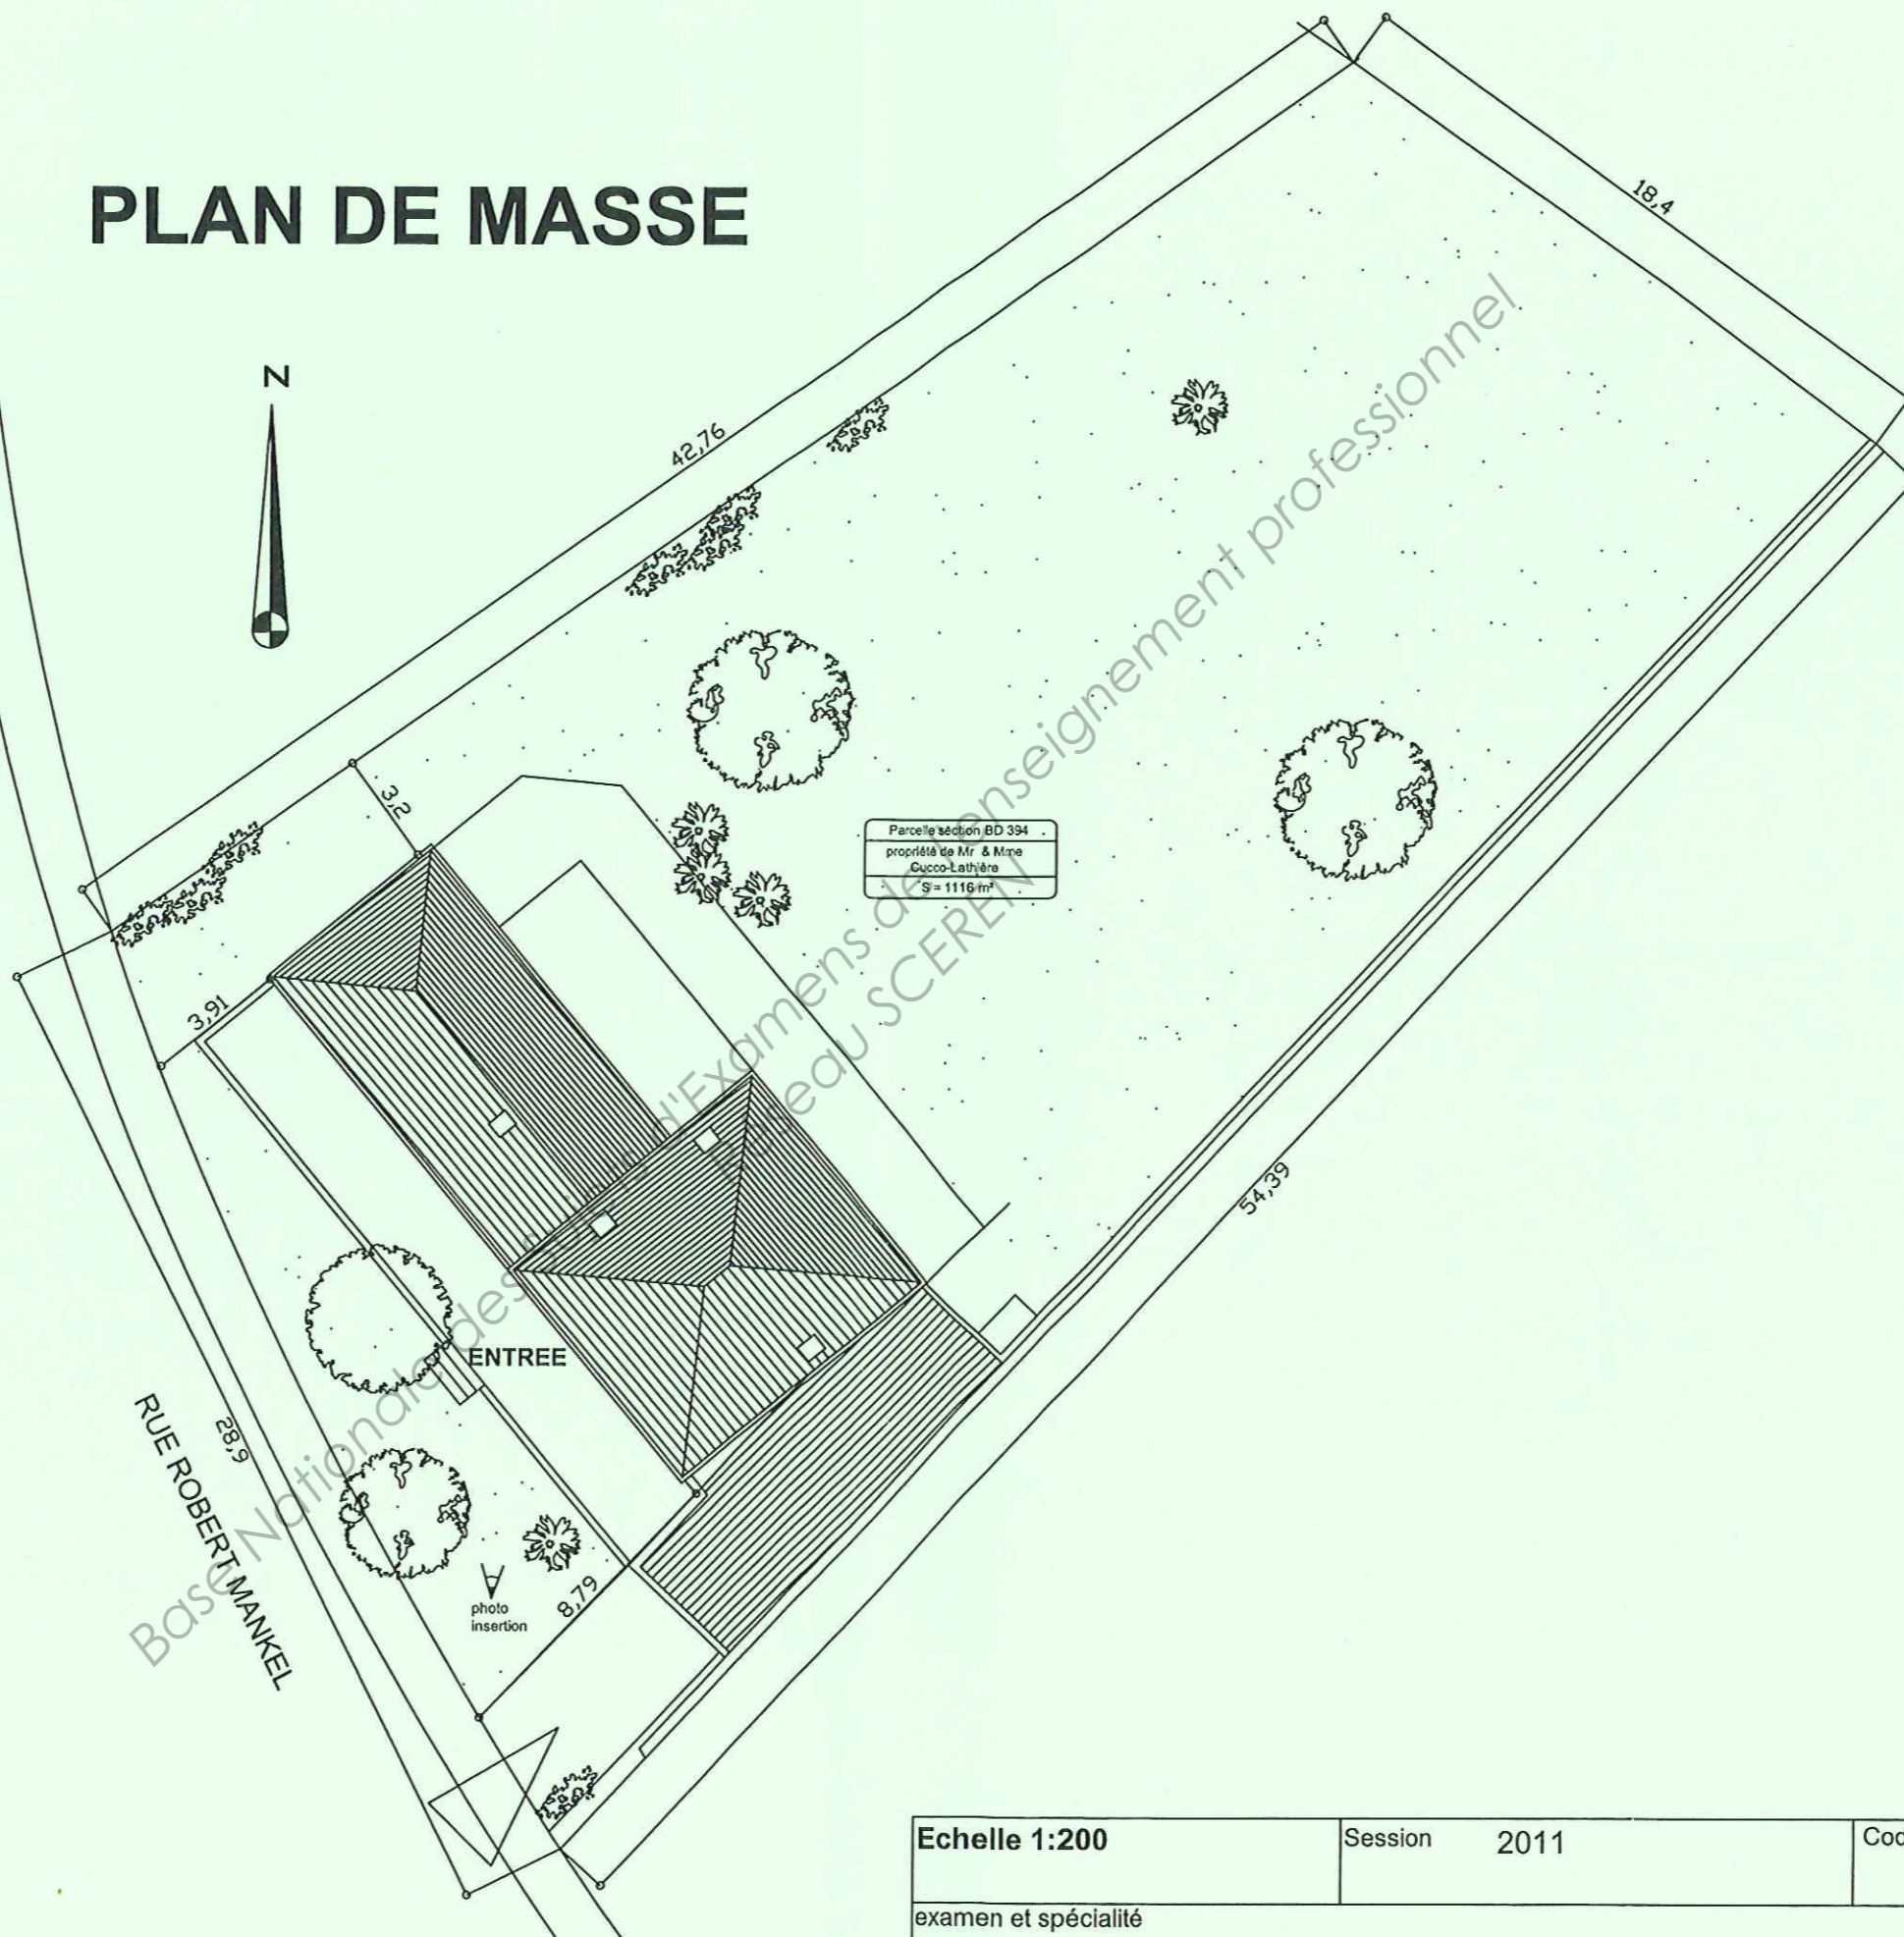 PLAN DE MASSE
N
18,4
42,76
3,2
Parcelle section BD 394
propriété de Mr & Mme
Cucco-Lathière
S = 1116 m²
3,91
54,39
ENTREE
RUE ROBERT MANKEL
28,9
photo
insertion
8,79
Base Nationale des Sujets d'Examens de l'enseignement professionnel
Réseau SCEREN
Echelle 1:200
Session 2011
Cod
examen et spécialité